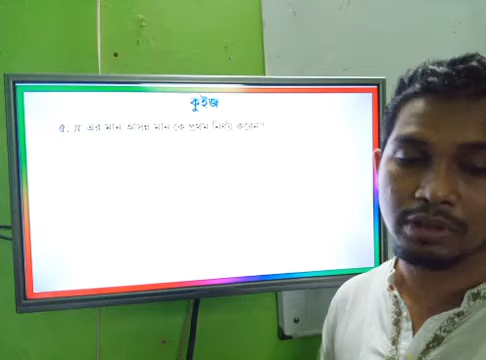 কুইজ
৫. π এর মান আসন্ন মান কে প্রথম নির্ণয় করেন?